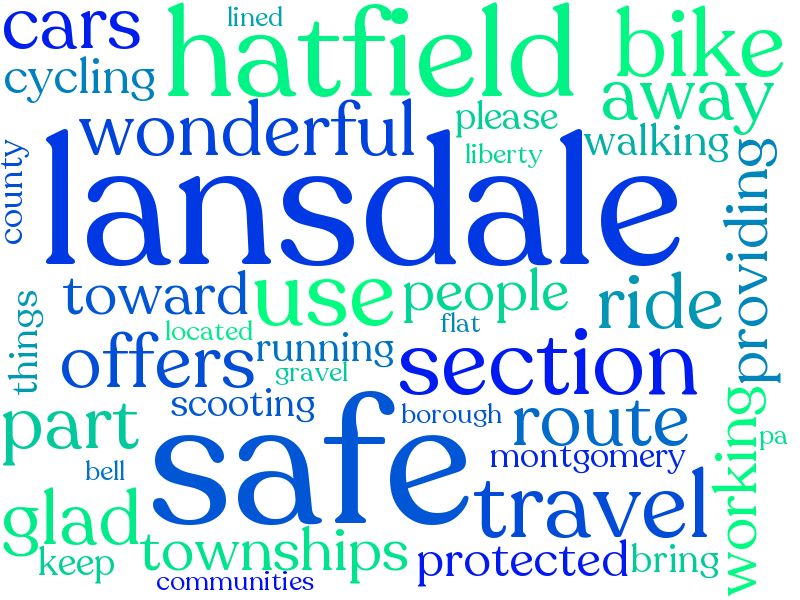 lined
cars
hatfield
bike
cycling
away
wonderful
please
walking
liberty
county
lansdale
providing
toward
use
people
ride
things
located
flat
offers
running
section
gravel
scooting
part
borough
route
working
safe
montgomery
pa
bell
travel
glad
keep
townships
protected
bring
communities